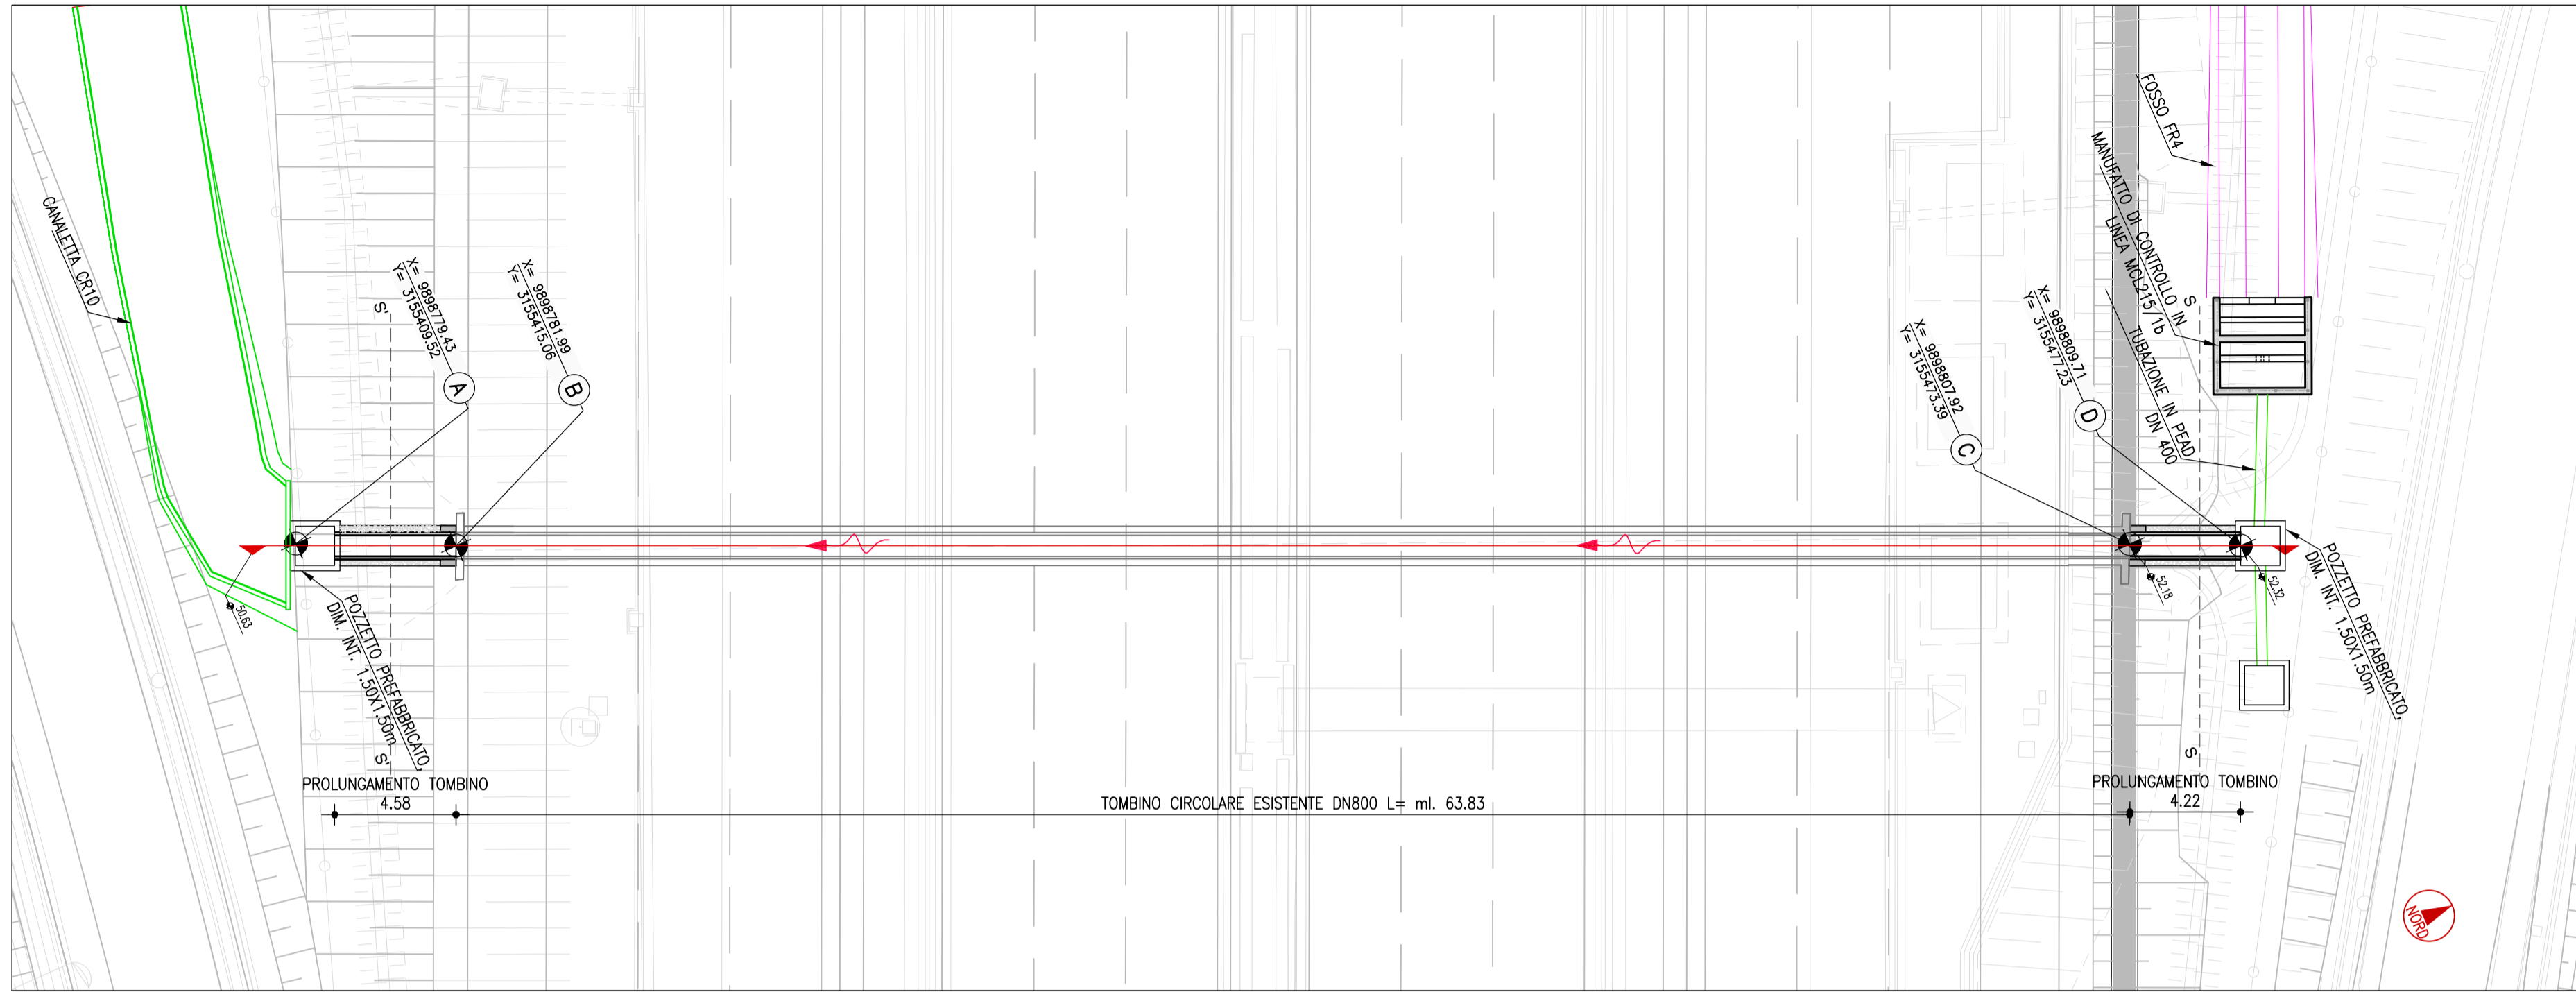 CANALETTA CR10
X= 9898779.43
Y= 3155409.52
A
X= 9898781.99
Y= 3155415.06
B
S'
50.63
POZZETTO PREFABBRICATO,
DIM. INT. 1.50X1.50m
S'
PROLUNGAMENTO TOMBINO
4.58
TOMBINO CIRCOLARE ESISTENTE DN800 L= ml. 63.83
X= 9898807.92
Y= 3155473.39
C
X= 9898809.71
Y= 3155477.23
D
FOSSO FR4
MANUFATTO DI CONTROLLO IN
LINEA MCL215/1b
S
TUBAZIONE IN PEAD
DN 400
52.18
52.32
POZZETTO PREFABBRICATO,
DIM. INT. 1.50X1.50m
S
PROLUNGAMENTO TOMBINO
4.22
NORD